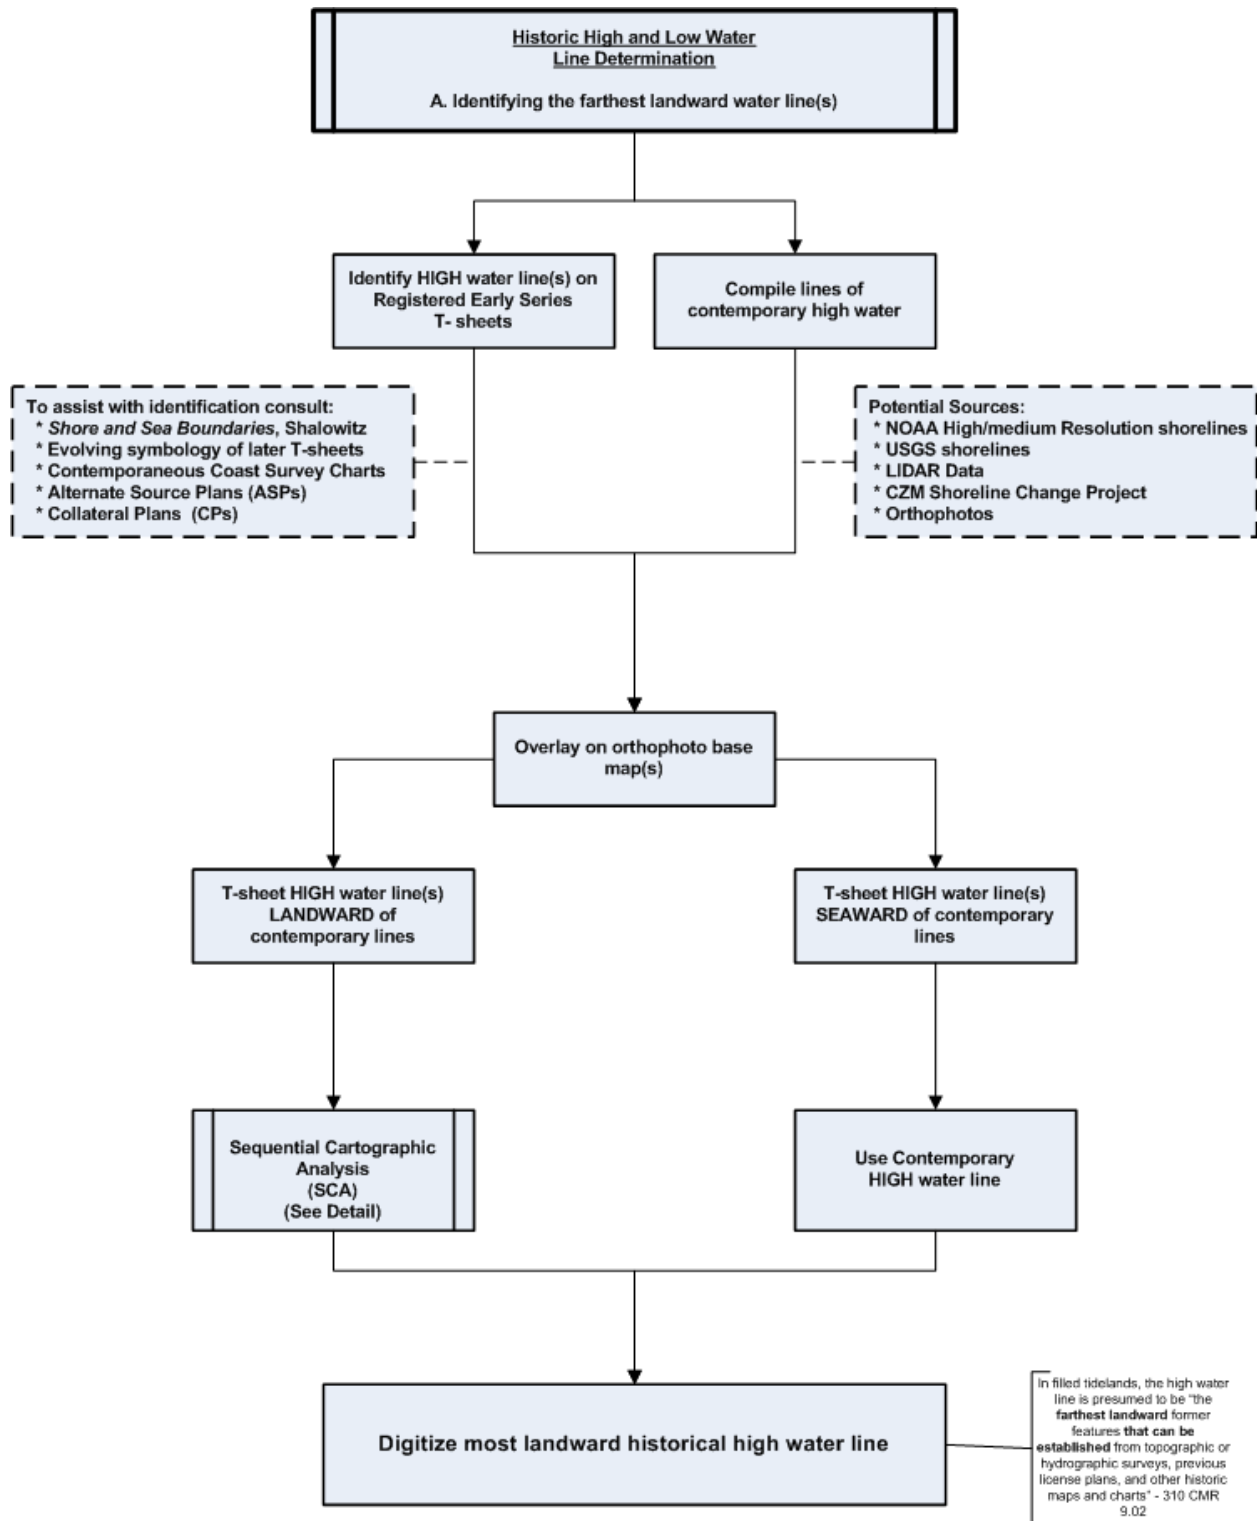 Historic High and Low Water
Line Determination
A. Identifying the farthest landward water line(s)
Identify HIGH water line(s) on
Registered Early Series
T- sheets
Compile lines of
contemporary high water
To assist with identification consult:
* Shore and Sea Boundaries, Shalowitz
* Evolving symbology of later T-sheets
* Contemporaneous Coast Survey Charts
* Alternate Source Plans (ASPs)
* Collateral Plans (CPs)
Potential Sources:
* NOAA High/medium Resolution shorelines
* USGS shorelines
* LIDAR Data
* CZM Shoreline Change Project
* Orthophotos
Overlay on orthophoto base
map(s)
T-sheet HIGH water line(s)
LANDWARD of
contemporary lines
T-sheet HIGH water line(s)
SEAWARD of contemporary
lines
Sequential Cartographic
Analysis
(SCA)
(See Detail)
Use Contemporary
HIGH water line
Digitize most landward historical high water line
In filled tidelands, the high water
line is presumed to be "the
farthest landward former
features that can be
established from topographic or
hydrographic surveys, previous
license plans, and other historic
maps and charts" - 310 CMR
9.02